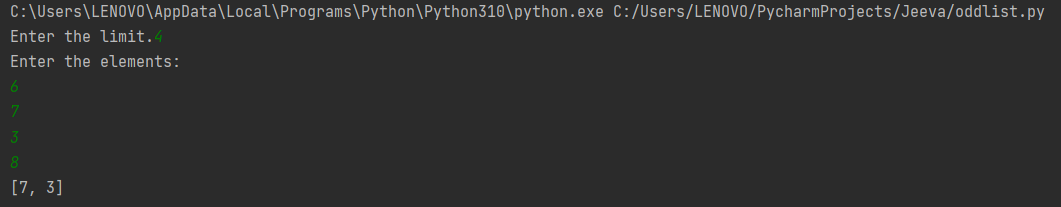 C:\Users\LENOVO\AppData\Local\Programs\Python\Python310\python.exe C:/Users/LENOVO/PycharmProjects/Jeeva/oddlist.py
Enter the limit.4
Enter the elements:
6
7
3
8
[7, 3]